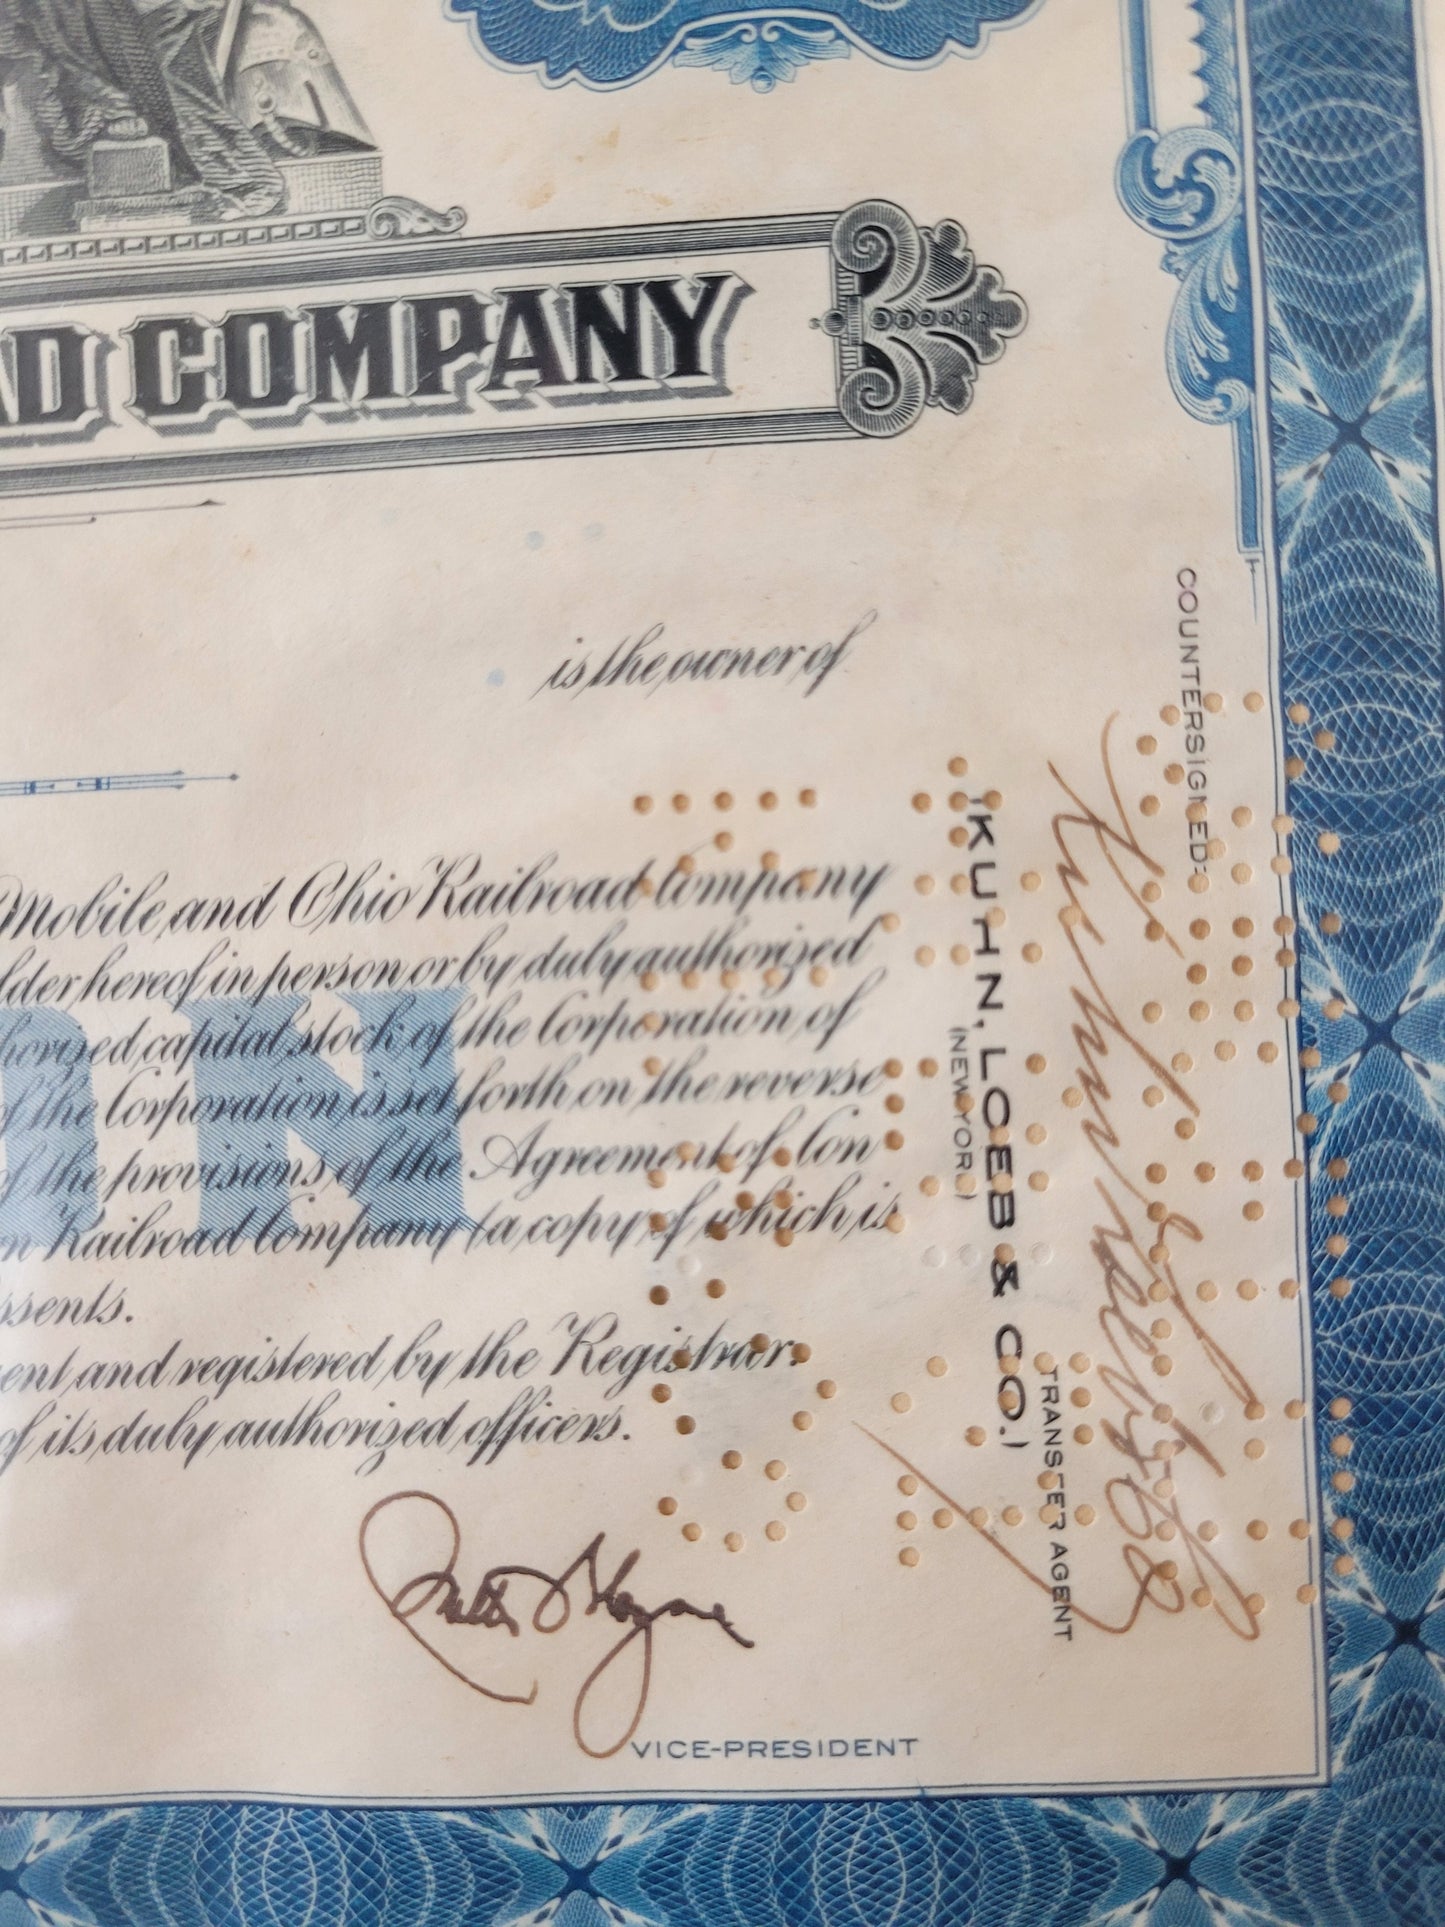 AD COMPANY
is the owner of
Mobile and Ohio Railroad Company
lder hereof in person or by duly authorized
horized capital stock of the Corporation of
of the Corporation is set forth on the reverse
of the provisions of the Agreement of Con
n Railroad Company (a copy of which is
esents.
ent and registered by the Registrar.
of its duly authorized officers.
VICE-PRESIDENT
COUNTERSIGNED:
(KUHN, LOEB & CO.)
(NEW YORK)
TRANSFER AGENT
ON